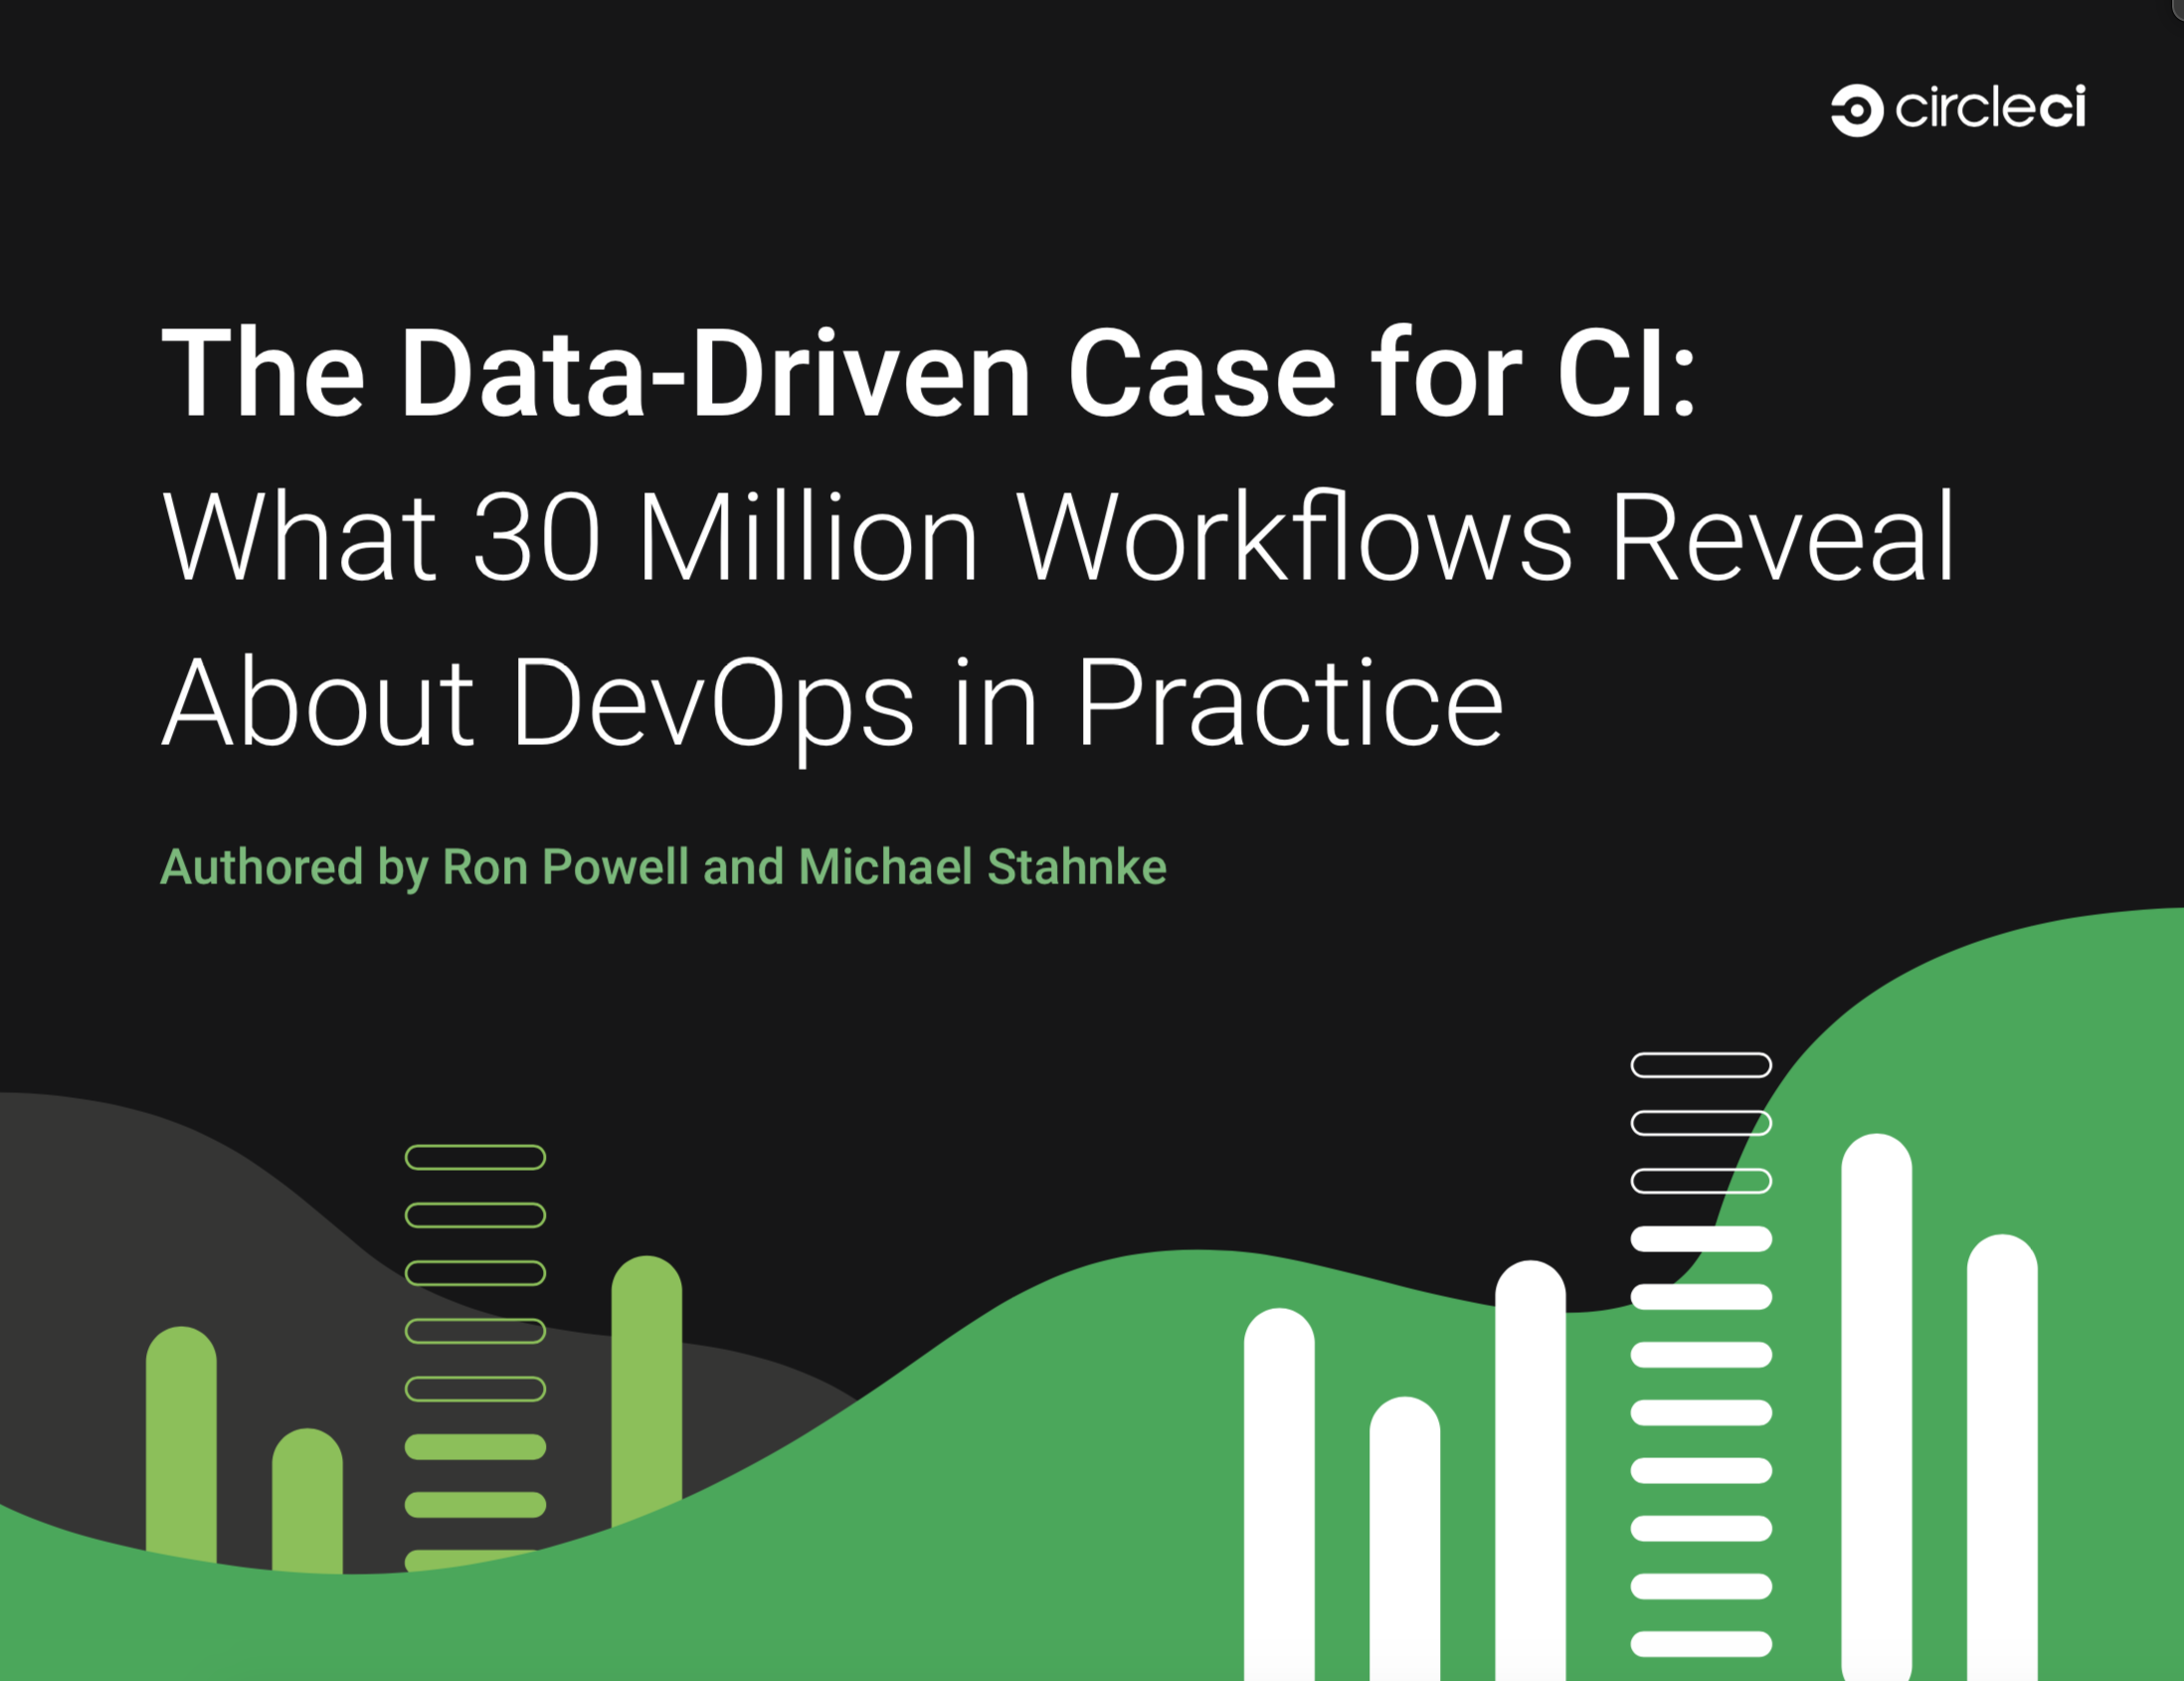 circleci
The Data-Driven Case for CI:
What 30 Million Workflows Reveal
About DevOps in Practice
Authored by Ron Powell and Michael Stahnke